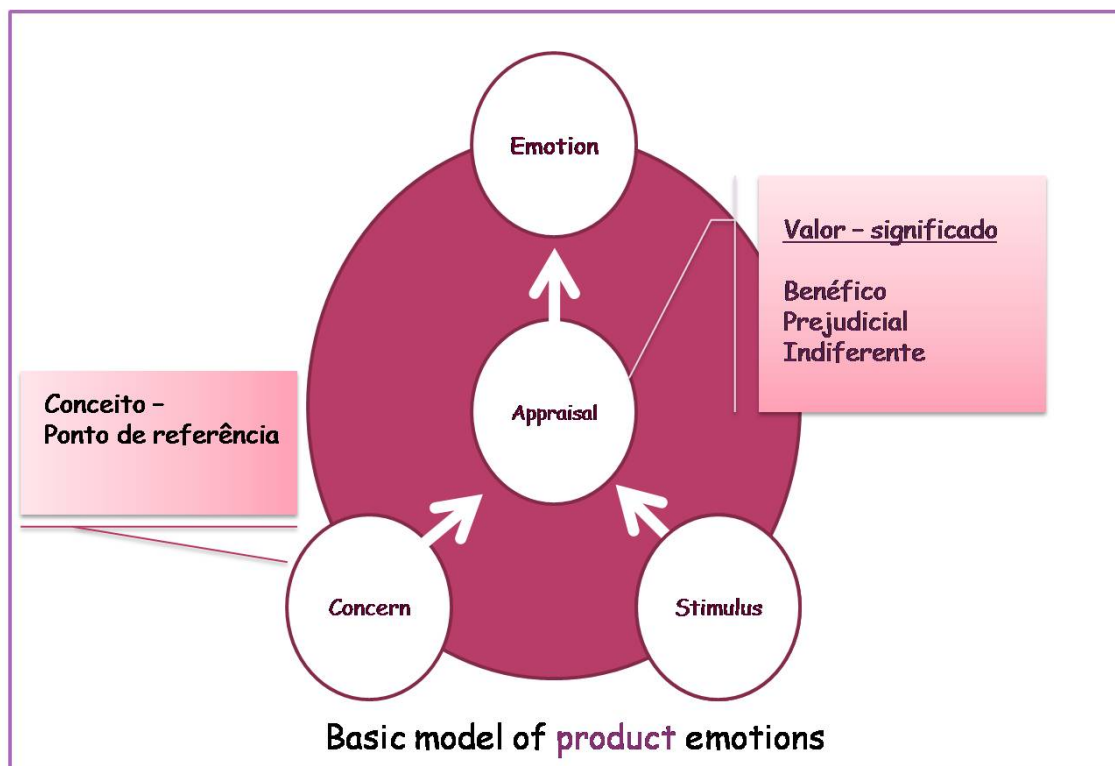 Emotion
Valor – significado
Benéfico
Prejudicial
Indiferente
Appraisal
Conceito –
Ponto de referência
Concern
Stimulus
Basic model of product emotions